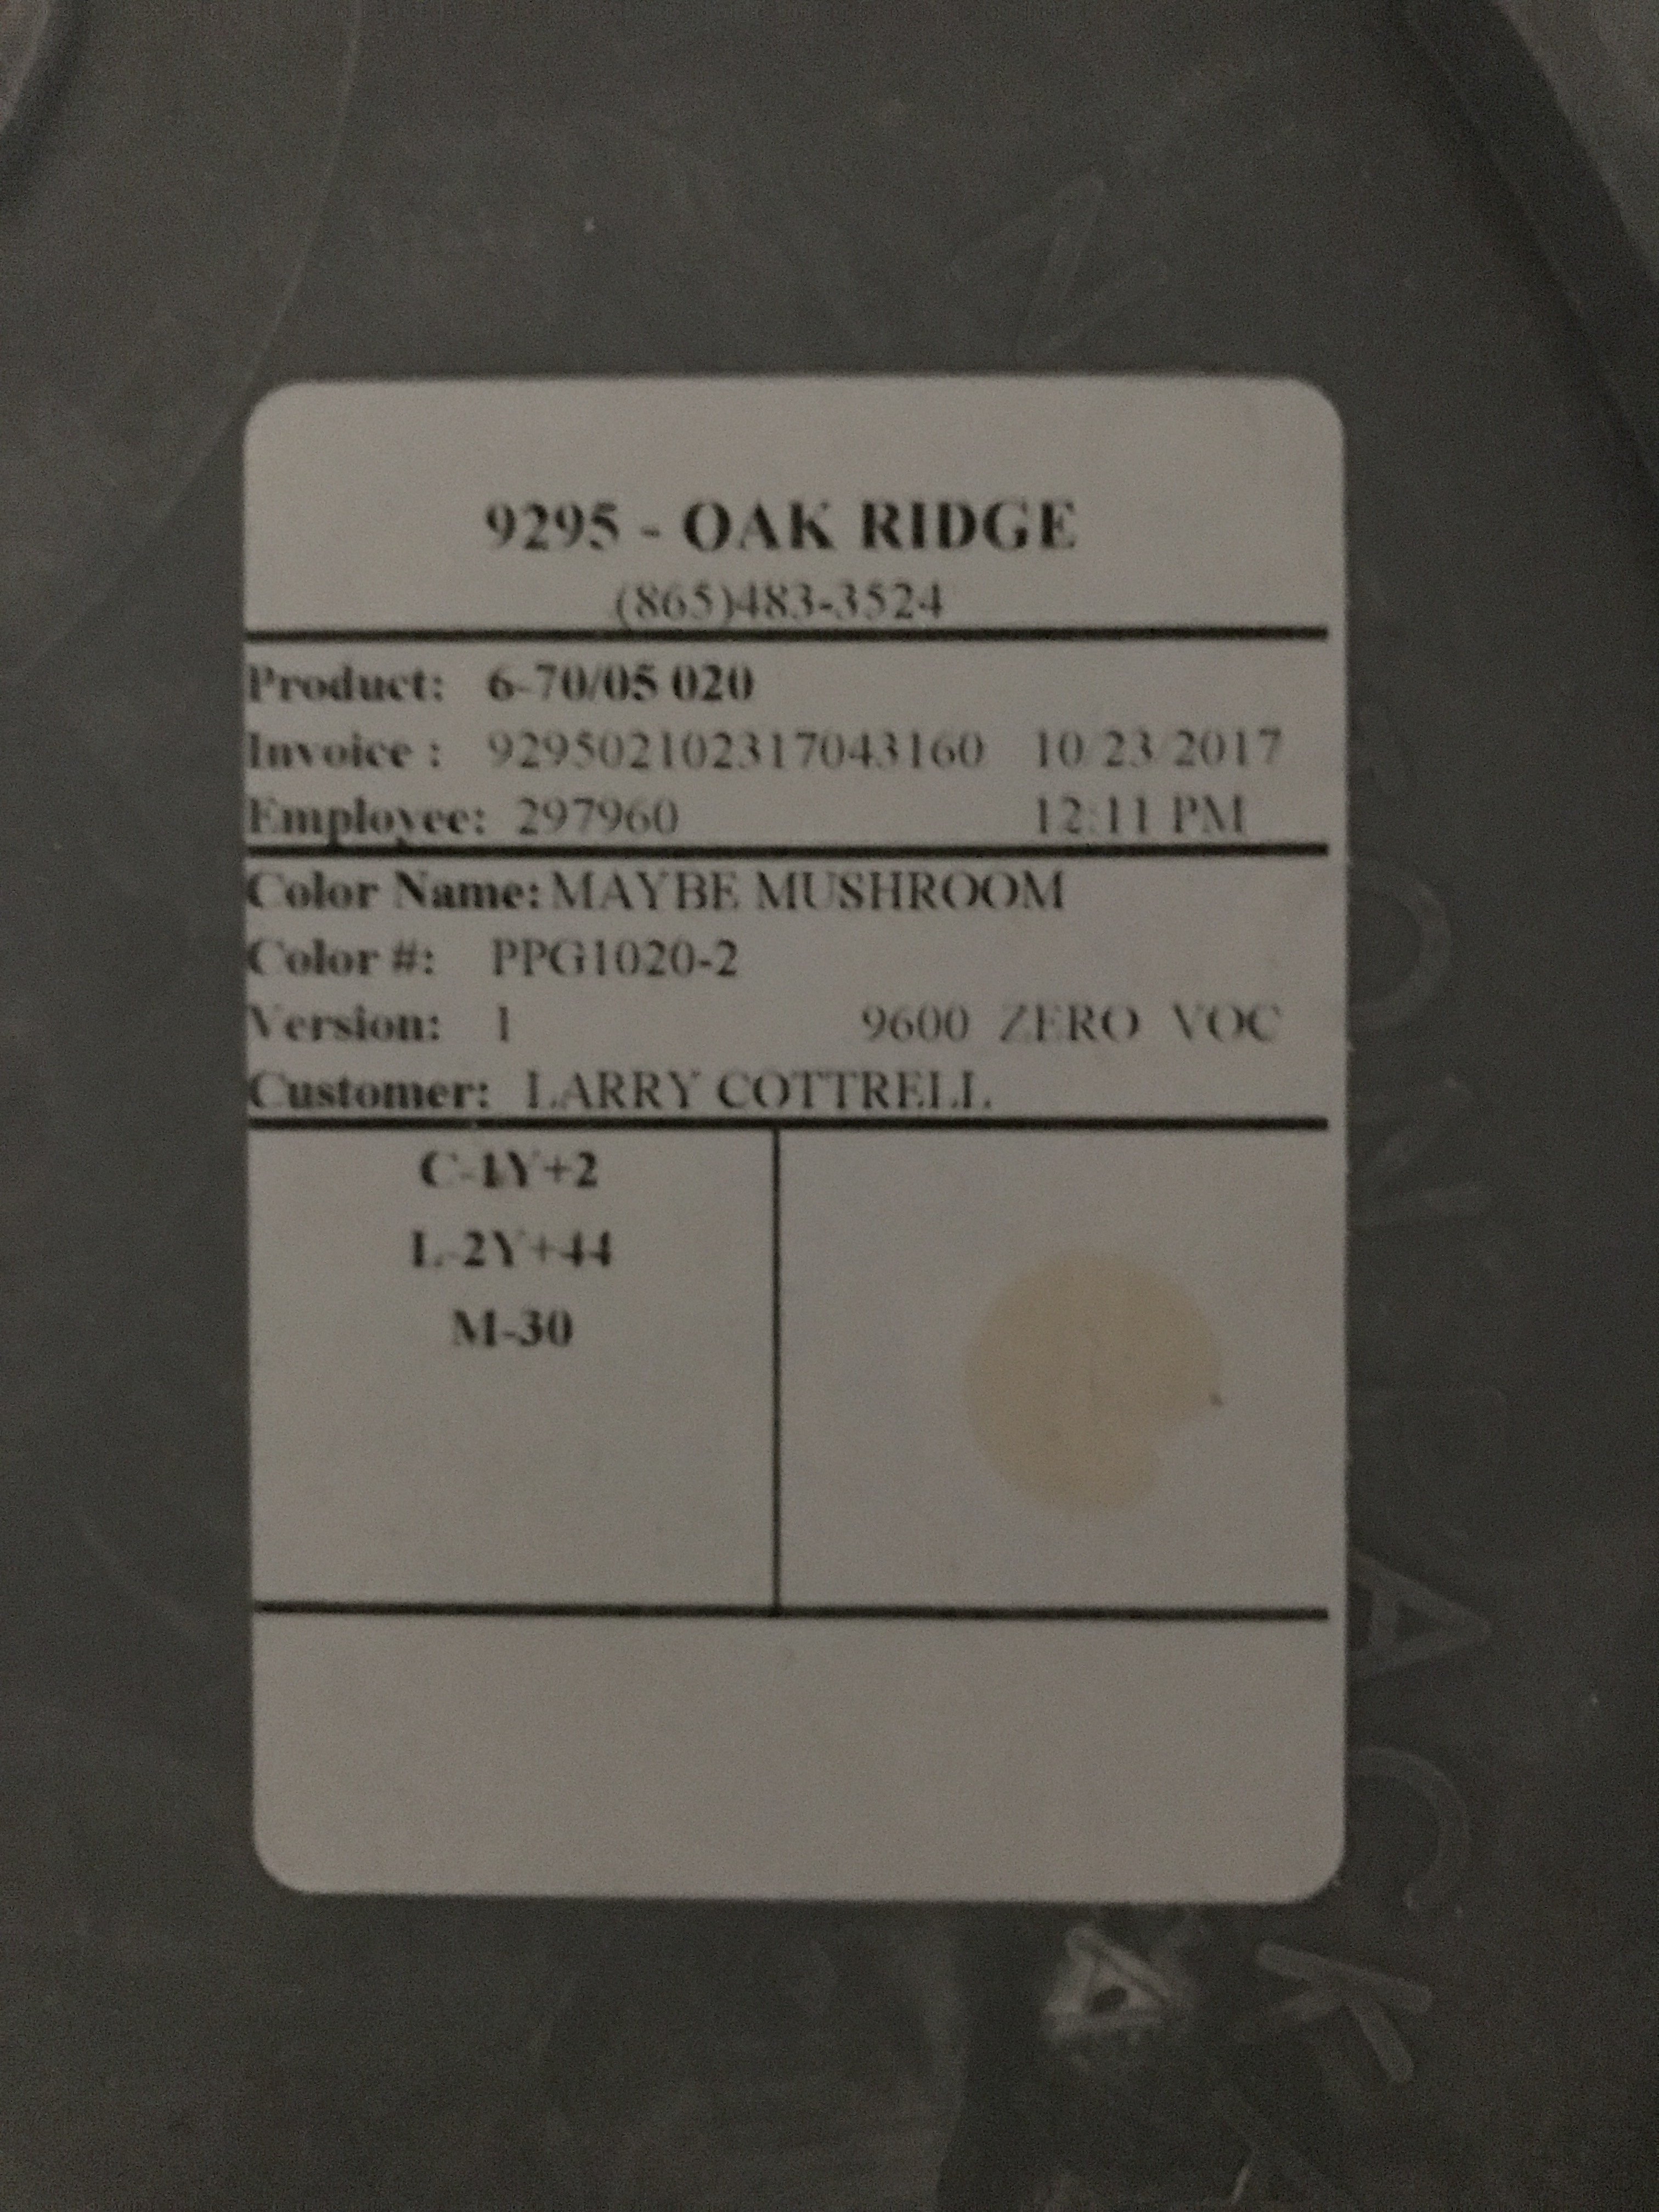 9295 - OAK RIDGE
(865)483-3524
Product: 6-70/05 020
Invoice : 929502102317043160 10/23/2017
Employee: 297960 12:11 PM
Color Name: MAYBE MUSHROOM
Color #: PPG1020-2
Version: 1 9600 ZERO VOC
Customer: LARRY COTTRELL
C-1Y+2
L-2Y+44
M-30